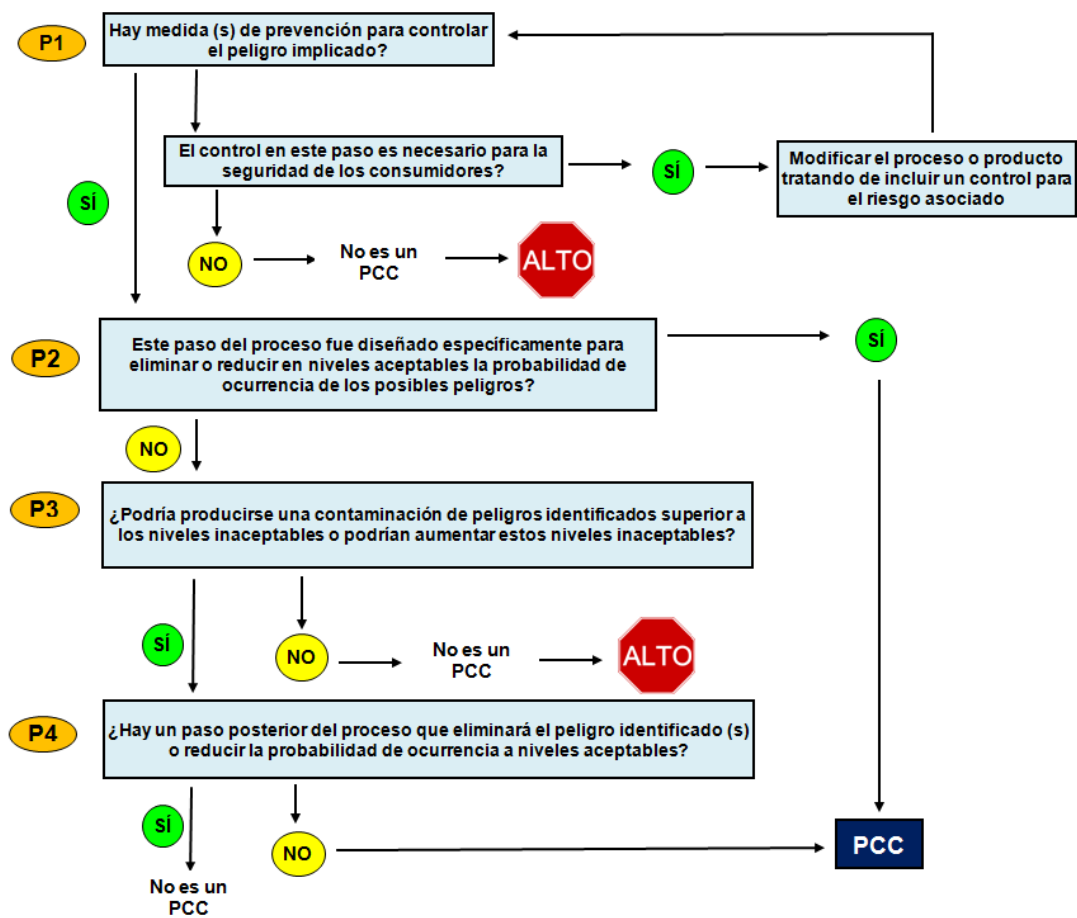 P1
Hay medida (s) de prevención para controlar
el peligro implicado?
El control en este paso es necesario para la
seguridad de los consumidores?
SÍ
Modificar el proceso o producto
tratando de incluir un control para
el riesgo asociado
SÍ
NO
No es un
PCC
ALTO
P2
Este paso del proceso fue diseñado específicamente para
eliminar o reducir en niveles aceptables la probabilidad de
ocurrencia de los posibles peligros?
SÍ
NO
P3
¿Podría producirse una contaminación de peligros identificados superior a
los niveles inaceptables o podrían aumentar estos niveles inaceptables?
SÍ
NO
No es un
PCC
ALTO
P4
¿Hay un paso posterior del proceso que eliminará el peligro identificado (s)
o reducir la probabilidad de ocurrencia a niveles aceptables?
SÍ
NO
PCC
No es un
PCC